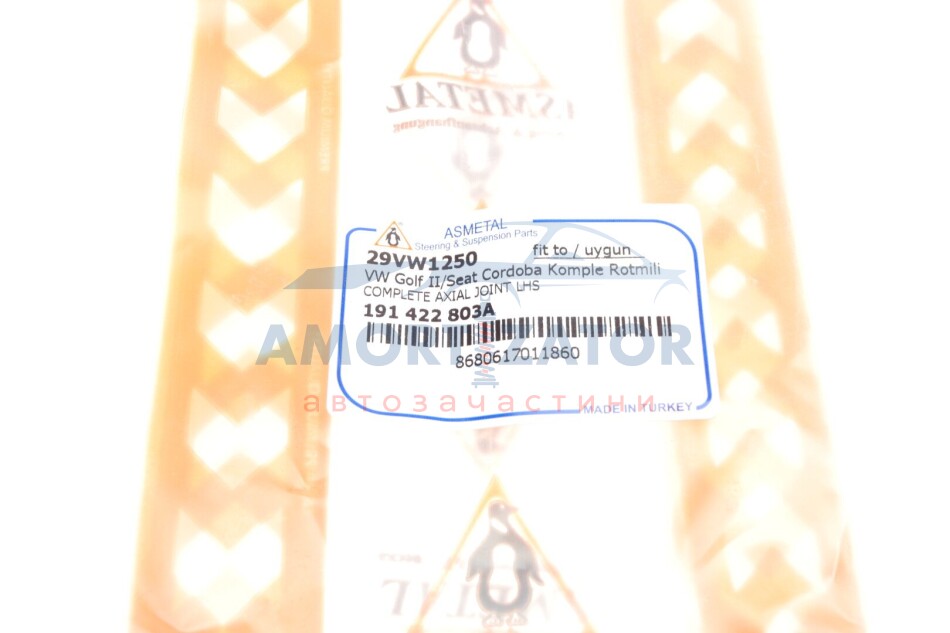 ASMETAL
Steering & Suspension Parts
fit to / uygun
29VW1250
VW Golf II/Seat Cordoba Komple Rotmili
COMPLETE AXIAL JOINT LHS
191 422 803A
AMORTIZATOR
8680617011860
автозачастини
MADE IN TURKEY